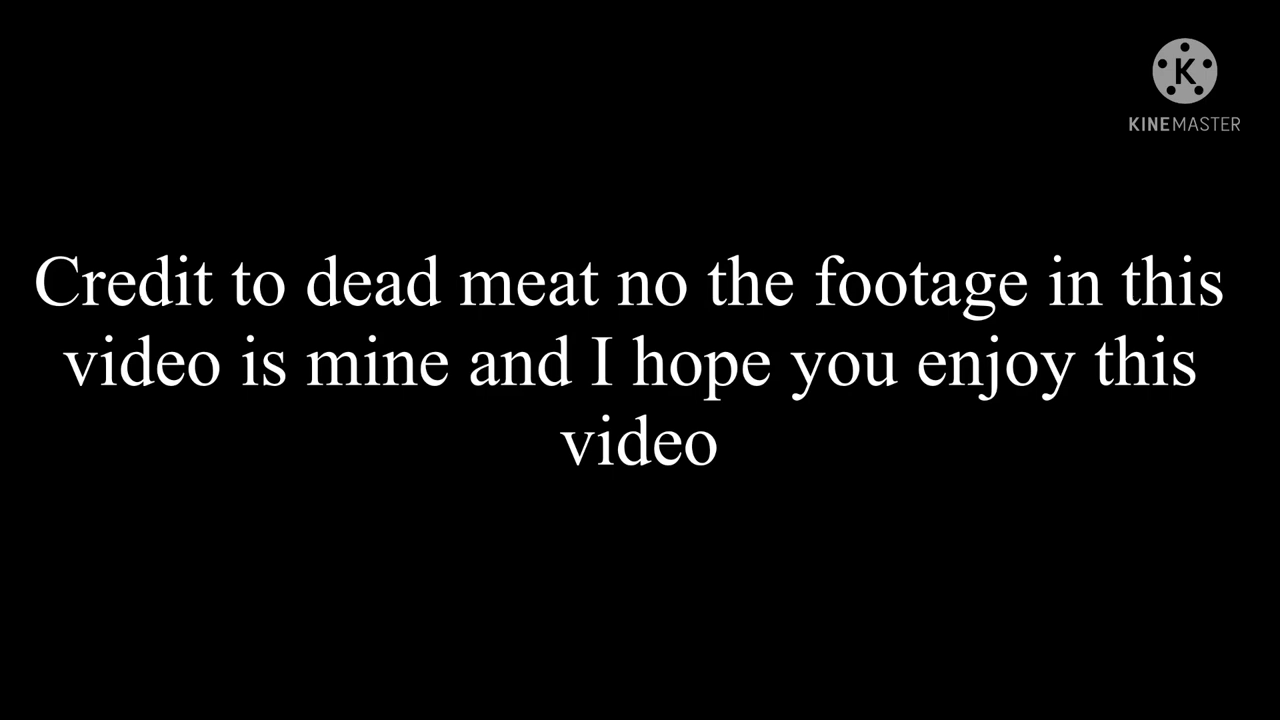 K
KINEMASTER
Credit to dead meat no the footage in this
video is mine and I hope you enjoy this
video